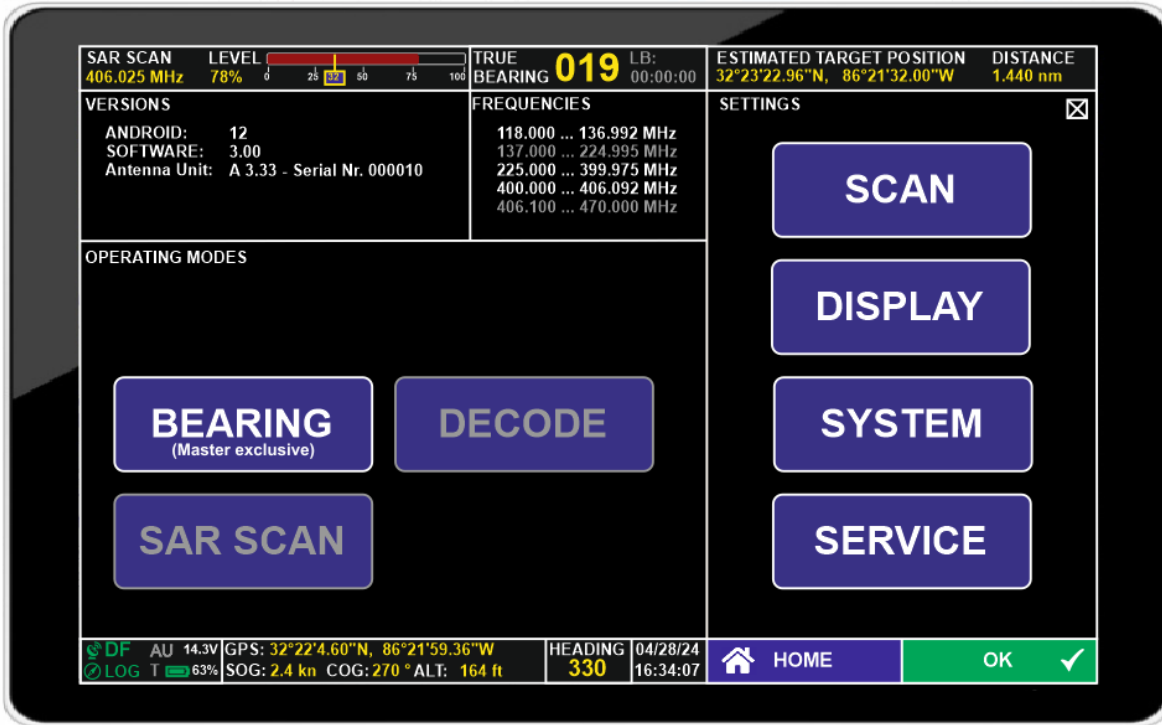 SAR SCAN LEVEL
406.025 MHz 78% 0 25 32 50 75 100
TRUE BEARING 019 LB: 00:00:00
ESTIMATED TARGET POSITION DISTANCE
32°23'22.96"N, 86°21'32.00"W 1.440 nm
VERSIONS
ANDROID: 12
SOFTWARE: 3.00
Antenna Unit: A 3.33 - Serial Nr. 000010
FREQUENCIES
118.000 ... 136.992 MHz
137.000 ... 224.995 MHz
225.000 ... 399.975 MHz
400.000 ... 406.092 MHz
406.100 ... 470.000 MHz
OPERATING MODES
BEARING
(Master exclusive)
DECODE
SAR SCAN
SETTINGS
SCAN
DISPLAY
SYSTEM
SERVICE
DF AU 14.3V
LOG T 63%
GPS: 32°22'4.60"N, 86°21'59.36"W
SOG: 2.4 kn COG: 270 ° ALT: 164 ft
HEADING
330
04/28/24
16:34:07
HOME
OK